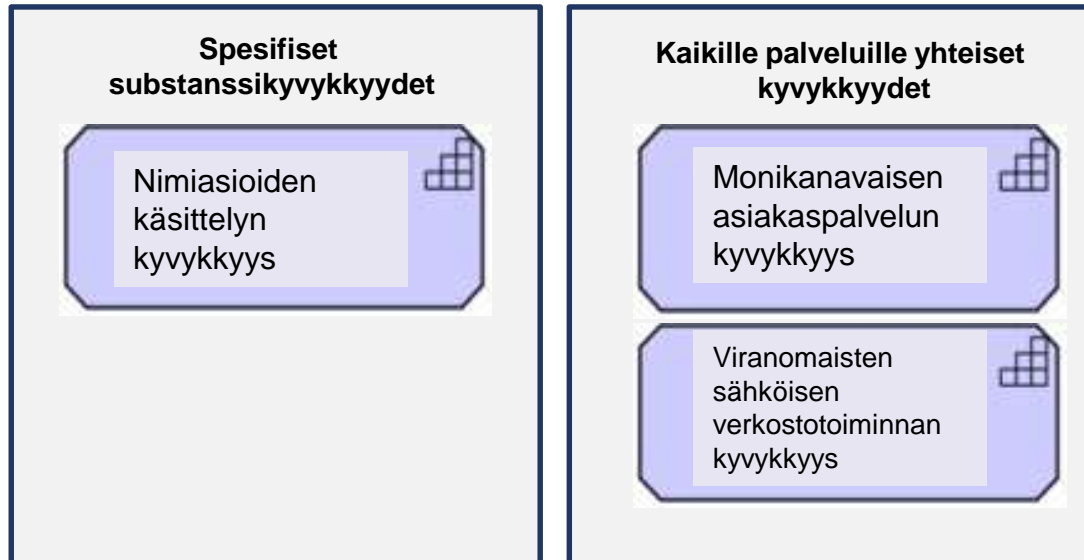 Spesifiset
substanssikyvykkyydet
Nimiasioiden
käsittelyn
kyvykkyys
Kaikille palveluille yhteiset
kyvykkyydet
Monikanavaisen
asiakaspalvelun
kyvykkyys
Viranomaisten
sähköisen
verkostotoiminnan
kyvykkyys